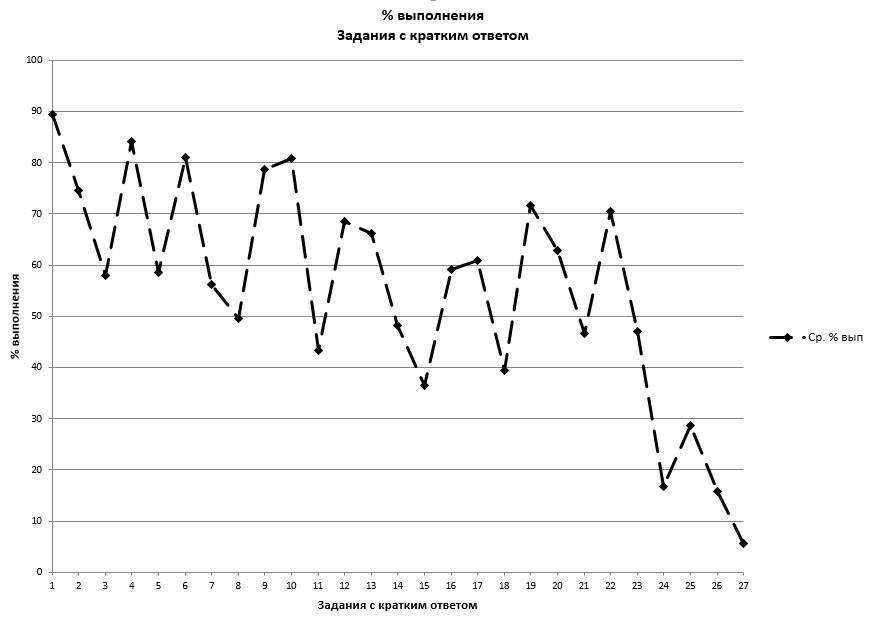 % выполнения
Задания с кратким ответом
100
90
80
70
60
50
40
30
20
10
0
% выполнения
1 2 3 4 5 6 7 8 9 10 11 12 13 14 15 16 17 18 19 20 21 22 23 24 25 26 27
Задания с кратким ответом
Ср. % вып